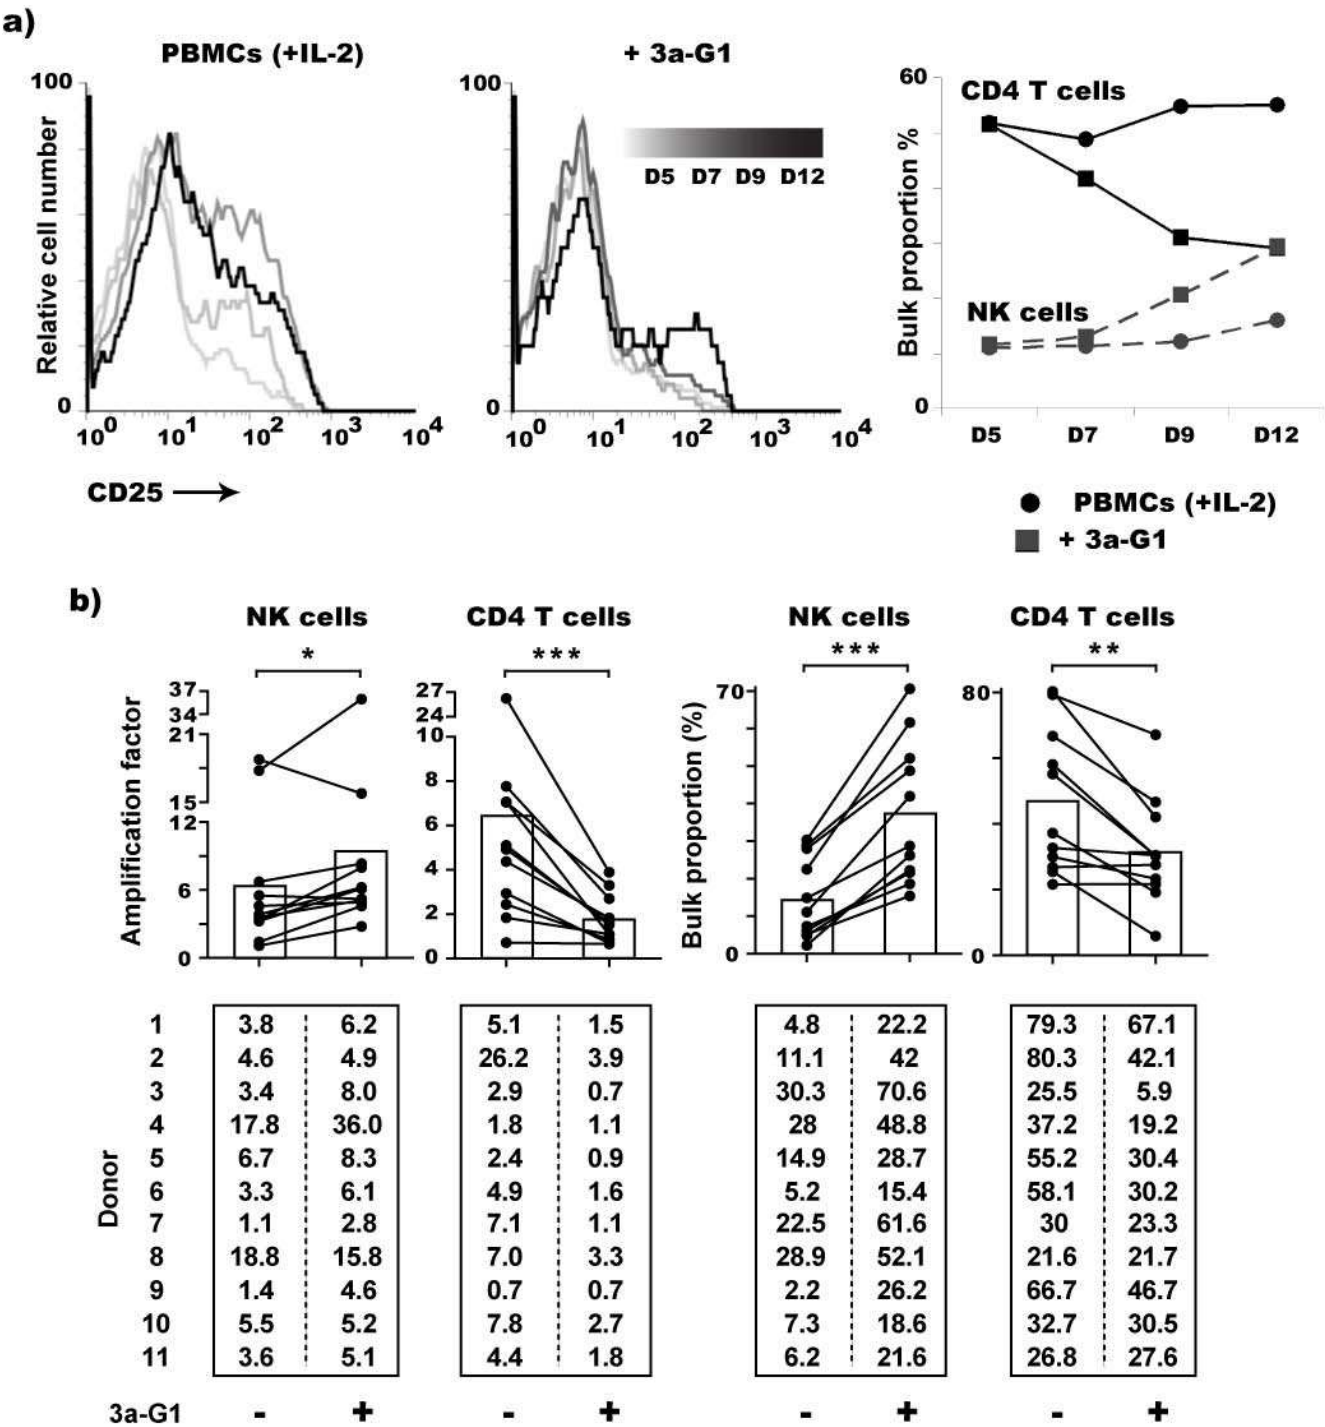 a)
PBMCs (+IL-2)
+ 3a-G1
100
Relative cell number
0
10^0 10^1 10^2 10^3 10^4
CD25
100
D5 D7 D9 D12
0
10^0 10^1 10^2 10^3 10^4
60
CD4 T cells
Bulk proportion %
NK cells
0
D5 D7 D9 D12
PBMCs (+IL-2)
+ 3a-G1
b)
NK cells CD4 T cells NK cells CD4 T cells
* *** *** **
Amplification factor
37
34
21
15
12
6
0
27
24
10
8
6
4
2
0
Bulk proportion (%)
70
0
80
0
Donor
1 3.8 6.2 5.1 1.5 4.8 22.2 79.3 67.1
2 4.6 4.9 26.2 3.9 11.1 42 80.3 42.1
3 3.4 8.0 2.9 0.7 30.3 70.6 25.5 5.9
4 17.8 36.0 1.8 1.1 28 48.8 37.2 19.2
5 6.7 8.3 2.4 0.9 14.9 28.7 55.2 30.4
6 3.3 6.1 4.9 1.6 5.2 15.4 58.1 30.2
7 1.1 2.8 7.1 1.1 22.5 61.6 30 23.3
8 18.8 15.8 7.0 3.3 28.9 52.1 21.6 21.7
9 1.4 4.6 0.7 0.7 2.2 26.2 66.7 46.7
10 5.5 5.2 7.8 2.7 7.3 18.6 32.7 30.5
11 3.6 5.1 4.4 1.8 6.2 21.6 26.8 27.6
3a-G1 - + - + - + - +